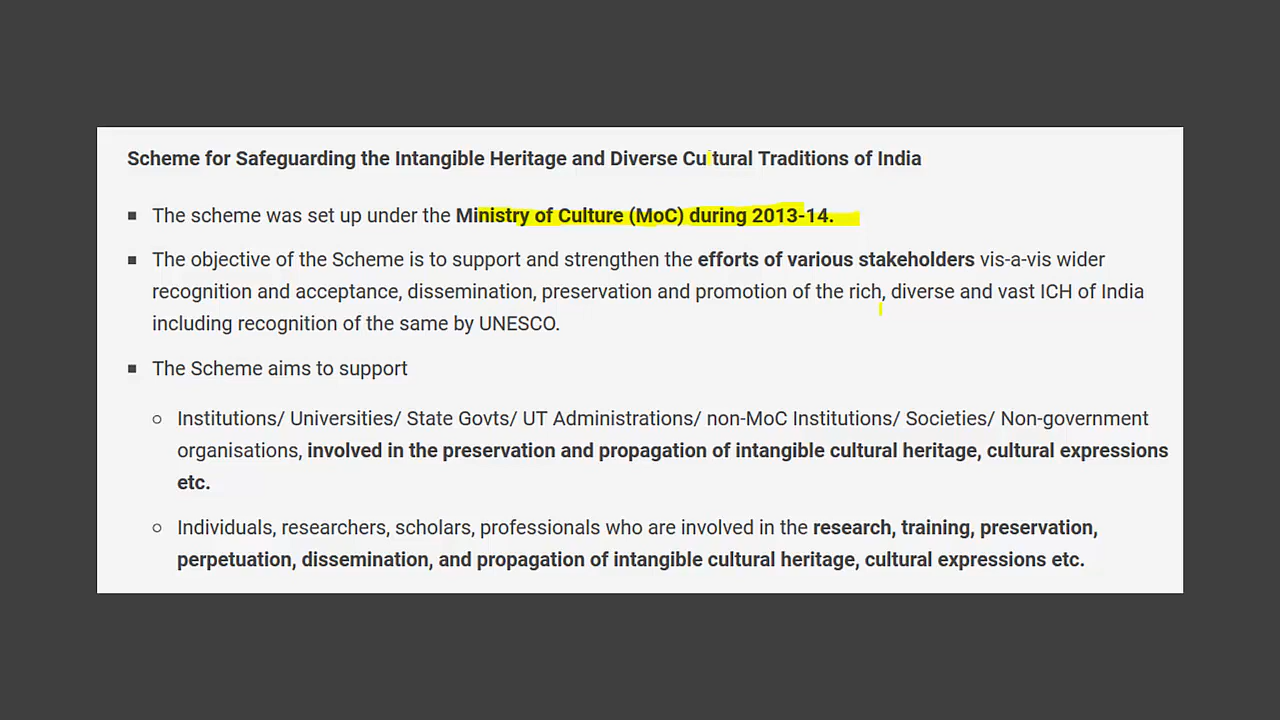 Scheme for Safeguarding the Intangible Heritage and Diverse Cultural Traditions of India
The scheme was set up under the Ministry of Culture (MoC) during 2013-14.
The objective of the Scheme is to support and strengthen the efforts of various stakeholders vis-a-vis wider
recognition and acceptance, dissemination, preservation and promotion of the rich, diverse and vast ICH of India
including recognition of the same by UNESCO.
The Scheme aims to support
Institutions/ Universities/ State Govts/ UT Administrations/ non-MoC Institutions/ Societies/ Non-government
organisations, involved in the preservation and propagation of intangible cultural heritage, cultural expressions
etc.
Individuals, researchers, scholars, professionals who are involved in the research, training, preservation,
perpetuation, dissemination, and propagation of intangible cultural heritage, cultural expressions etc.